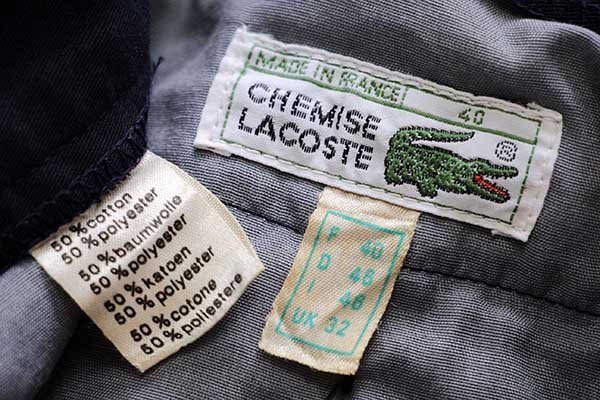 MADE IN FRANCE 40
CHEMISE
LACOSTE
®
50% cotton
50% polyester
50% baumwolle
50% polyester
50% katoen
50% polyester
50% cotone
50% poliestere
F 40
D 46
I 46
UK 32